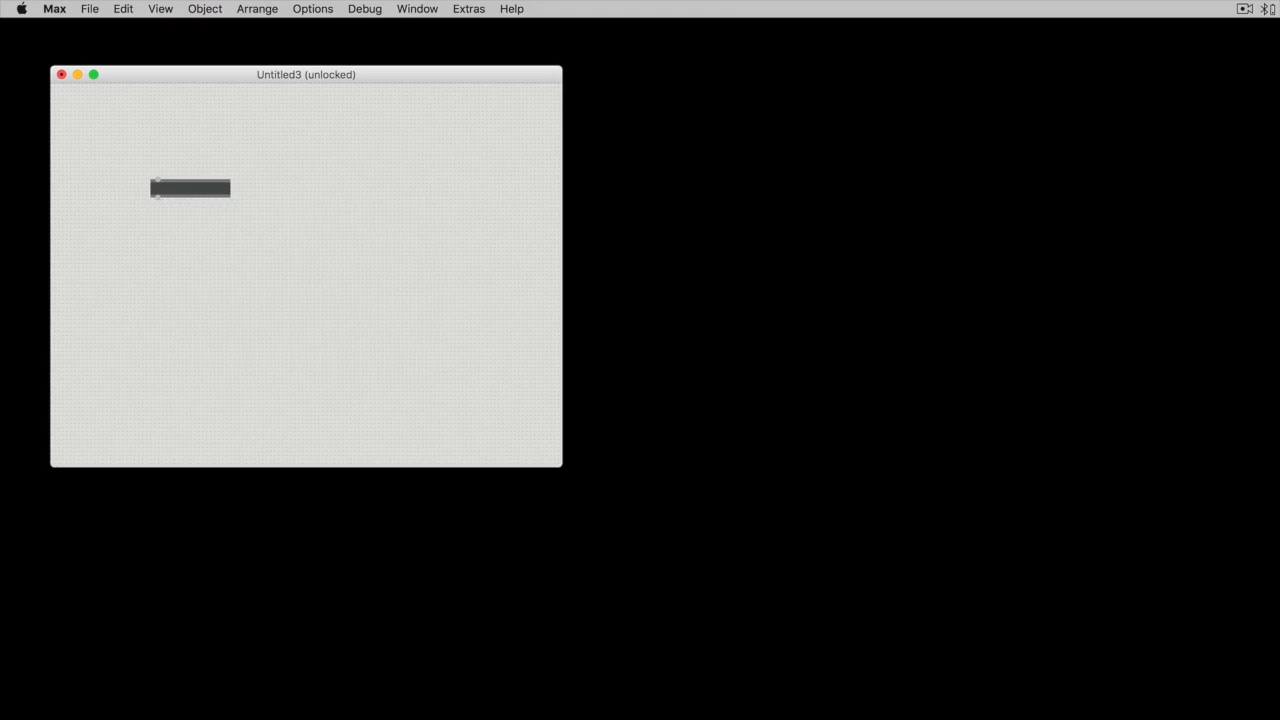 Max File Edit View Object Arrange Options Debug Window Extras Help
Untitled3 (unlocked)